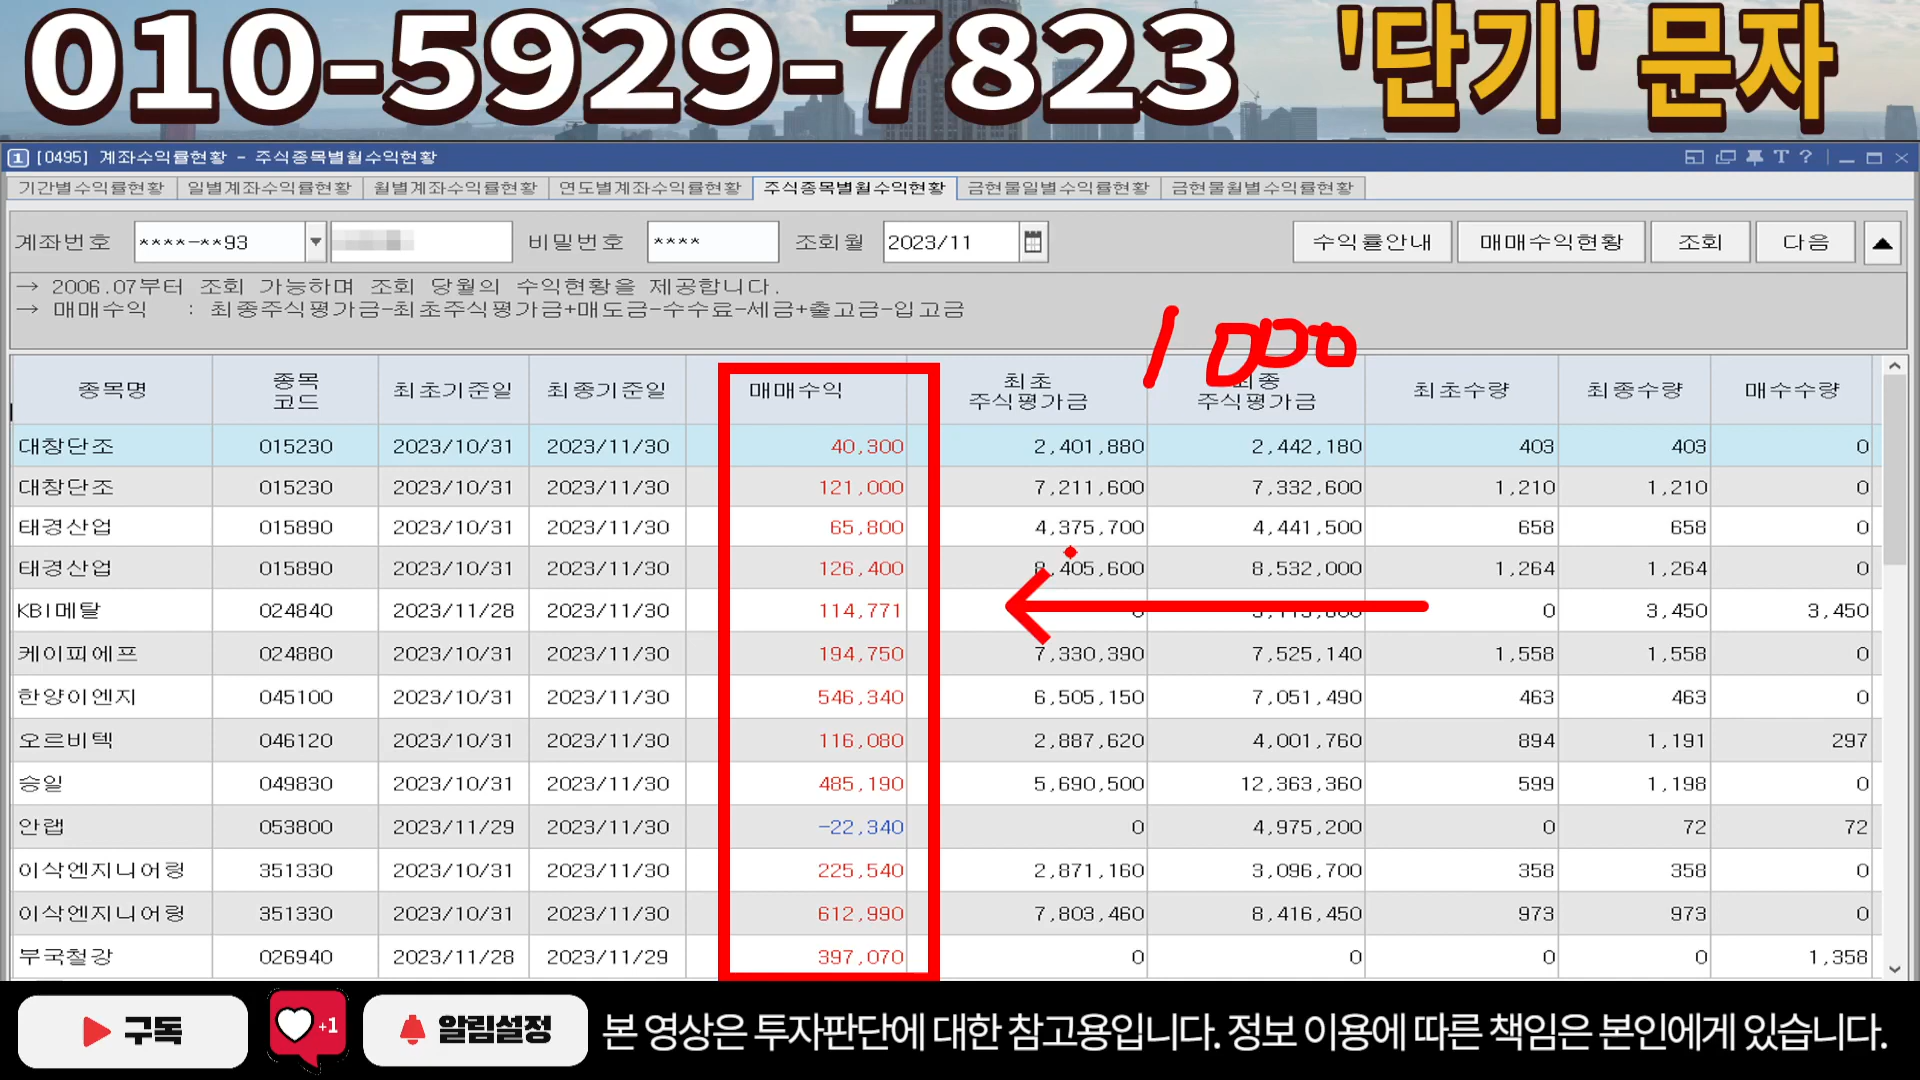 010-5929-7823 '단기' 문자
1 [0495] 계좌수익률현황 - 주식종목별월수익현황
기간별수익률현황 일별계좌수익률현황 월별계좌수익률현황 연도별계좌수익률현황 주식종목별월수익현황 금현물일별수익률현황 금현물월별수익률현황
계좌번호 ****-**93 비밀번호 **** 조회월 2023/11 수익률안내 매매수익현황 조회 다음
→ 2006.07부터 조회 가능하며 조회 당월의 수익현황을 제공합니다.
→ 매매수익 : 최종주식평가금-최초주식평가금+매도금-수수료-세금+출고금-입고금
1000
종목명 종목코드 최초기준일 최종기준일 매매수익 최초주식평가금 최종주식평가금 최초수량 최종수량 매수수량
대창단조 015230 2023/10/31 2023/11/30 40,300 2,401,880 2,442,180 403 403 0
대창단조 015230 2023/10/31 2023/11/30 121,000 7,211,600 7,332,600 1,210 1,210 0
태경산업 015890 2023/10/31 2023/11/30 65,800 4,375,700 4,441,500 658 658 0
태경산업 015890 2023/10/31 2023/11/30 126,400 8,405,600 8,532,000 1,264 1,264 0
KBI메탈 024840 2023/11/28 2023/11/30 114,771 0 0 3,450 3,450
케이피에프 024880 2023/10/31 2023/11/30 194,750 7,330,390 7,525,140 1,558 1,558 0
한양이엔지 045100 2023/10/31 2023/11/30 546,340 6,505,150 7,051,490 463 463 0
오르비텍 046120 2023/10/31 2023/11/30 116,080 2,887,620 4,001,760 894 1,191 297
승일 049830 2023/10/31 2023/11/30 485,190 5,690,500 12,363,360 599 1,198 0
안랩 053800 2023/11/29 2023/11/30 -22,340 0 4,975,200 0 72 72
이삭엔지니어링 351330 2023/10/31 2023/11/30 225,540 2,871,160 3,096,700 358 358 0
이삭엔지니어링 351330 2023/10/31 2023/11/30 612,990 7,803,460 8,416,450 973 973 0
부국철강 026940 2023/11/28 2023/11/29 397,070 0 0 0 0 1,358
구독 +1 알림설정 본 영상은 투자판단에 대한 참고용입니다. 정보 이용에 따른 책임은 본인에게 있습니다.